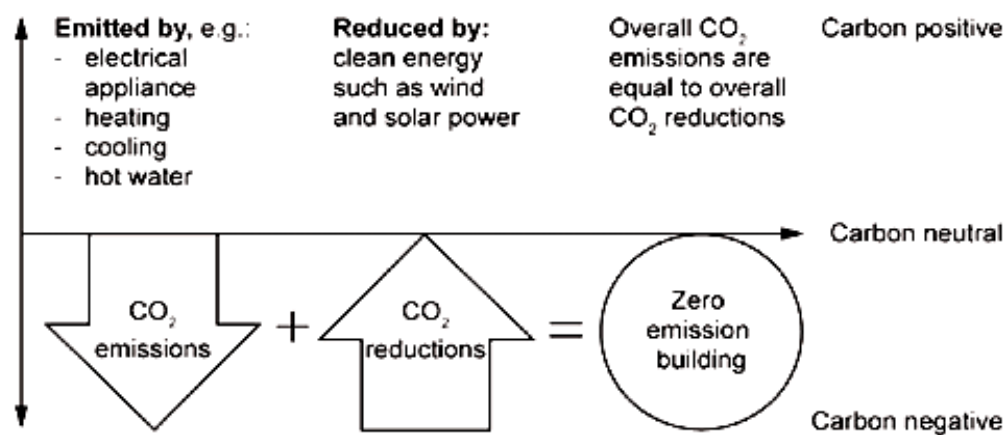 Emitted by, e.g.:
- electrical
appliance
- heating
- cooling
- hot water
Reduced by:
clean energy
such as wind
and solar power
Overall CO₂
emissions are
equal to overall
CO₂ reductions
Carbon positive
Carbon neutral
CO₂
emissions
+
CO₂
reductions
=
Zero
emission
building
Carbon negative